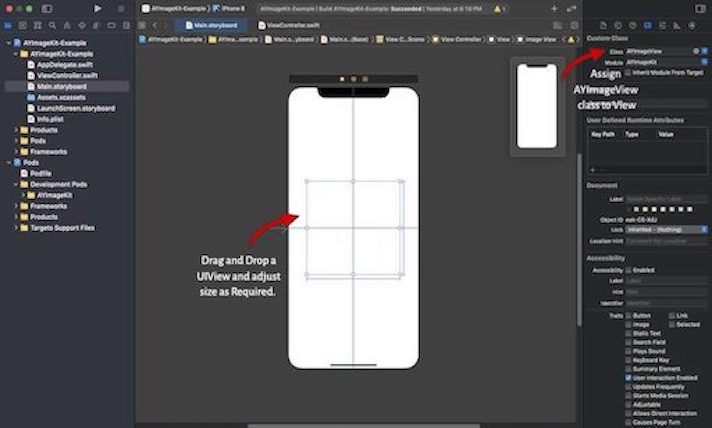 AYImageKit-Example
iPhone 8
AYImageKit-Example | Build AYImageKit-Example: Succeeded | Yesterday at 6:10 PM
Main.storyboard
ViewController.swift
AYImageKit-Example
AYIma...sample
Main.s...yboard
Main.s...(Base)
View C...Scene
View Controller
View
Image View
AYImageKit-Example
AYImageKit-Example
AppDelegate.swift
ViewController.swift
Main.storyboard
Assets.xcassets
LaunchScreen.storyboard
Info.plist
Products
Pods
Frameworks
Pods
Podfile
Development Pods
AYImageKit
Frameworks
Products
Targets Support Files
Drag and Drop a
UIView and adjust
size as Required.
Custom Class
Class AYImageView
Module AYImageKit
Inherit Module From Target
Assign
AYImageView
class to View
User Defined Runtime Attributes
Key Path Type Value
Document
Label
Object ID
Lock Inherited - (Nothing)
Localizer Hint Comment For Localizer
Accessibility
Accessibility Enabled
Label Label
Hint Hint
Identifier Identifier
Traits Button Link
Image Selected
Static Text
Search Field
Plays Sound
Keyboard Key
Summary Element
User Interaction Enabled
Updates Frequently
Starts Media Session
Adjustable
Allows Direct Interaction
Causes Page Turn